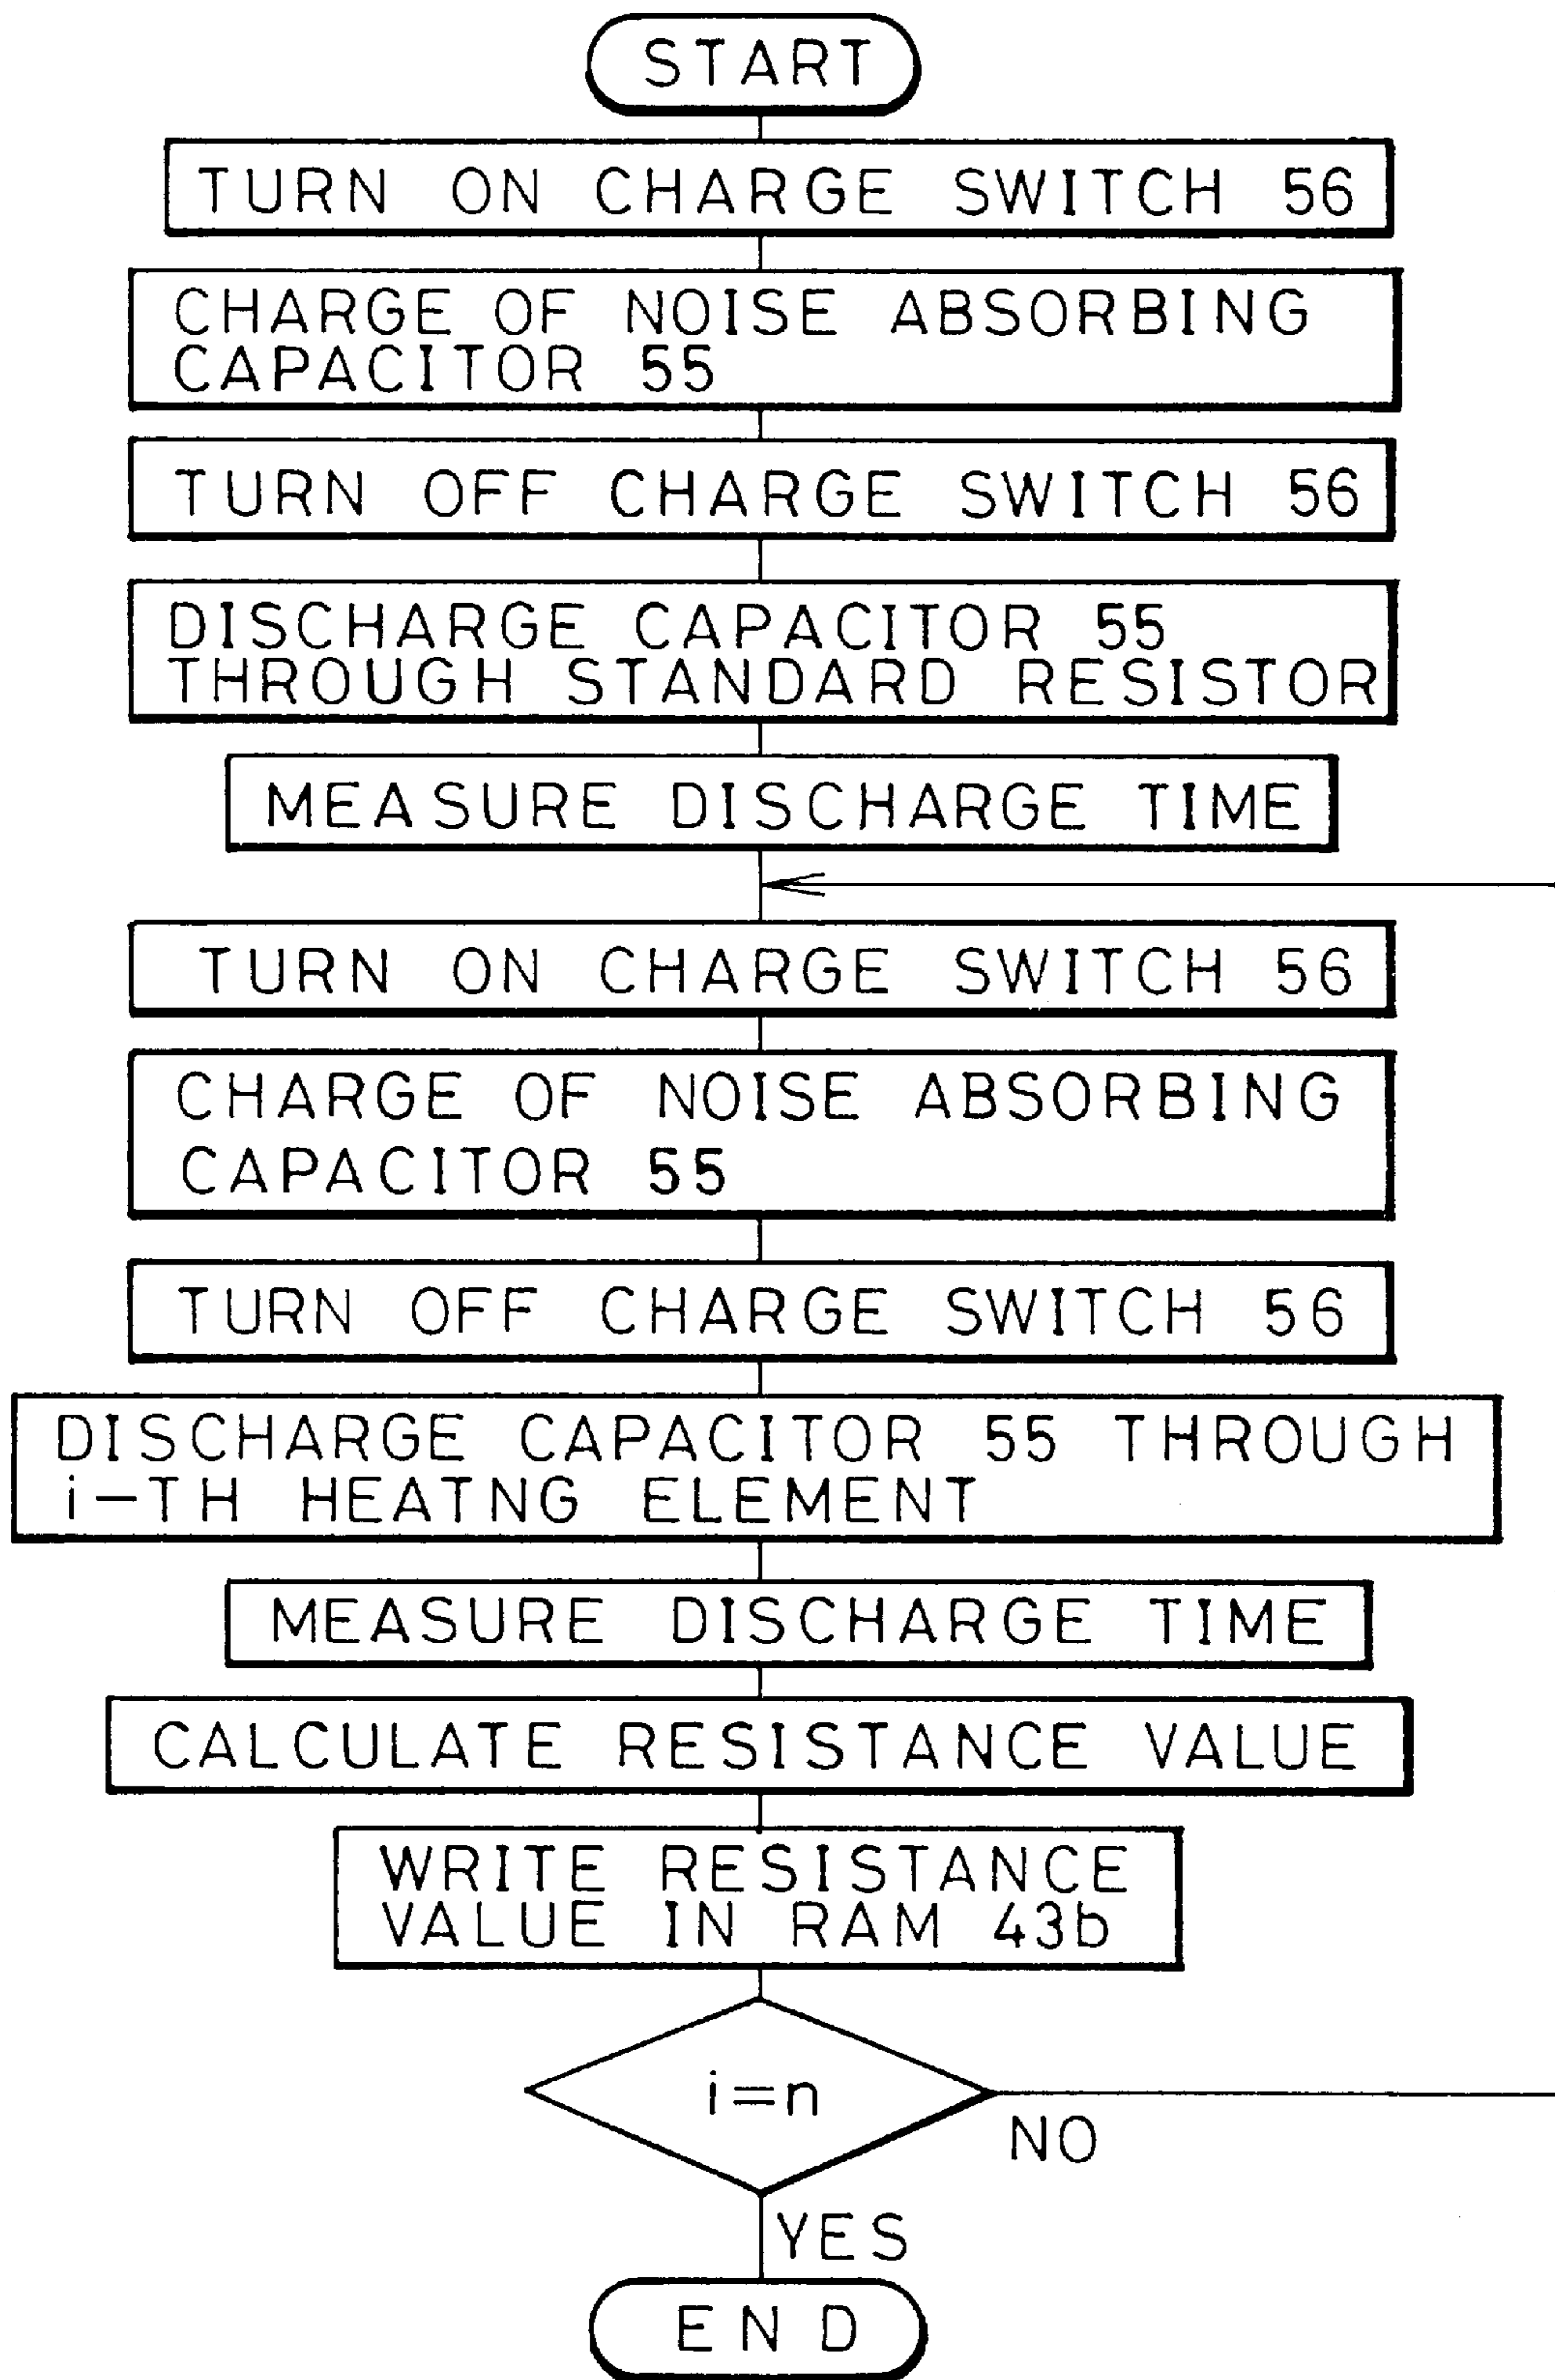 START
TURN ON CHARGE SWITCH 56
CHARGE OF NOISE ABSORBING
CAPACITOR 55
TURN OFF CHARGE SWITCH 56
DISCHARGE CAPACITOR 55
THROUGH STANDARD RESISTOR
MEASURE DISCHARGE TIME
TURN ON CHARGE SWITCH 56
CHARGE OF NOISE ABSORBING
CAPACITOR 55
TURN OFF CHARGE SWITCH 56
DISCHARGE CAPACITOR 55 THROUGH
i-TH HEATNG ELEMENT
MEASURE DISCHARGE TIME
CALCULATE RESISTANCE VALUE
WRITE RESISTANCE
VALUE IN RAM 43b
i=n
NO
YES
END